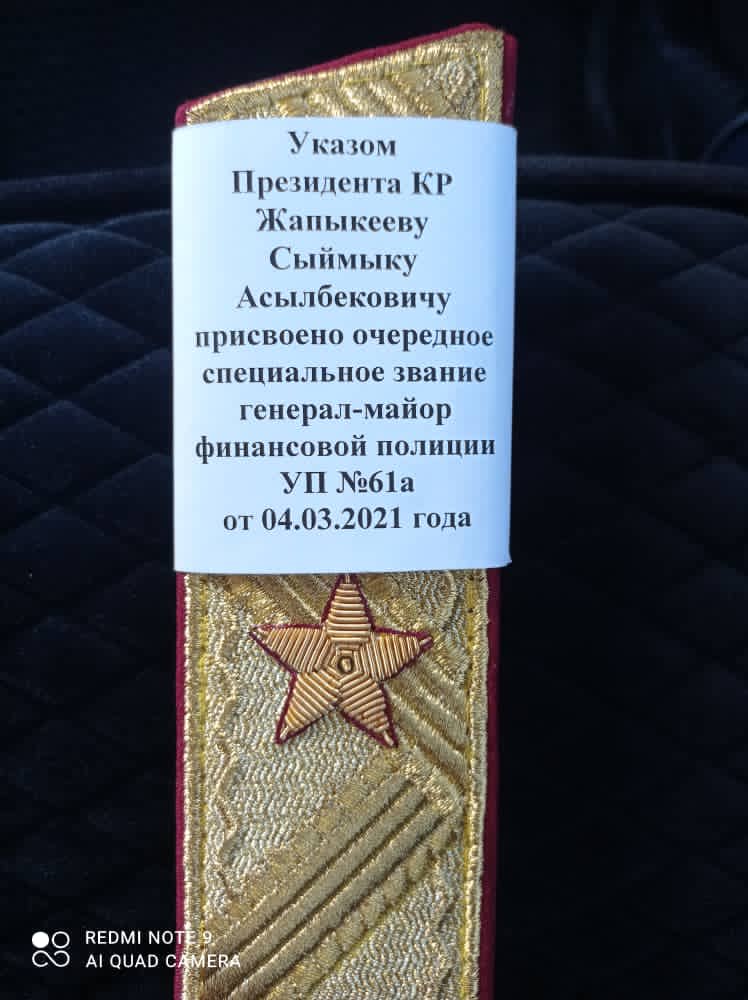 Указом
Президента КР
Жапыкееву
Сыймыку
Асылбековичу
присвоено очередное
специальное звание
генерал-майор
финансовой полиции
УП №61а
от 04.03.2021 года
REDMI NOTE 9
AI QUAD CAMERA